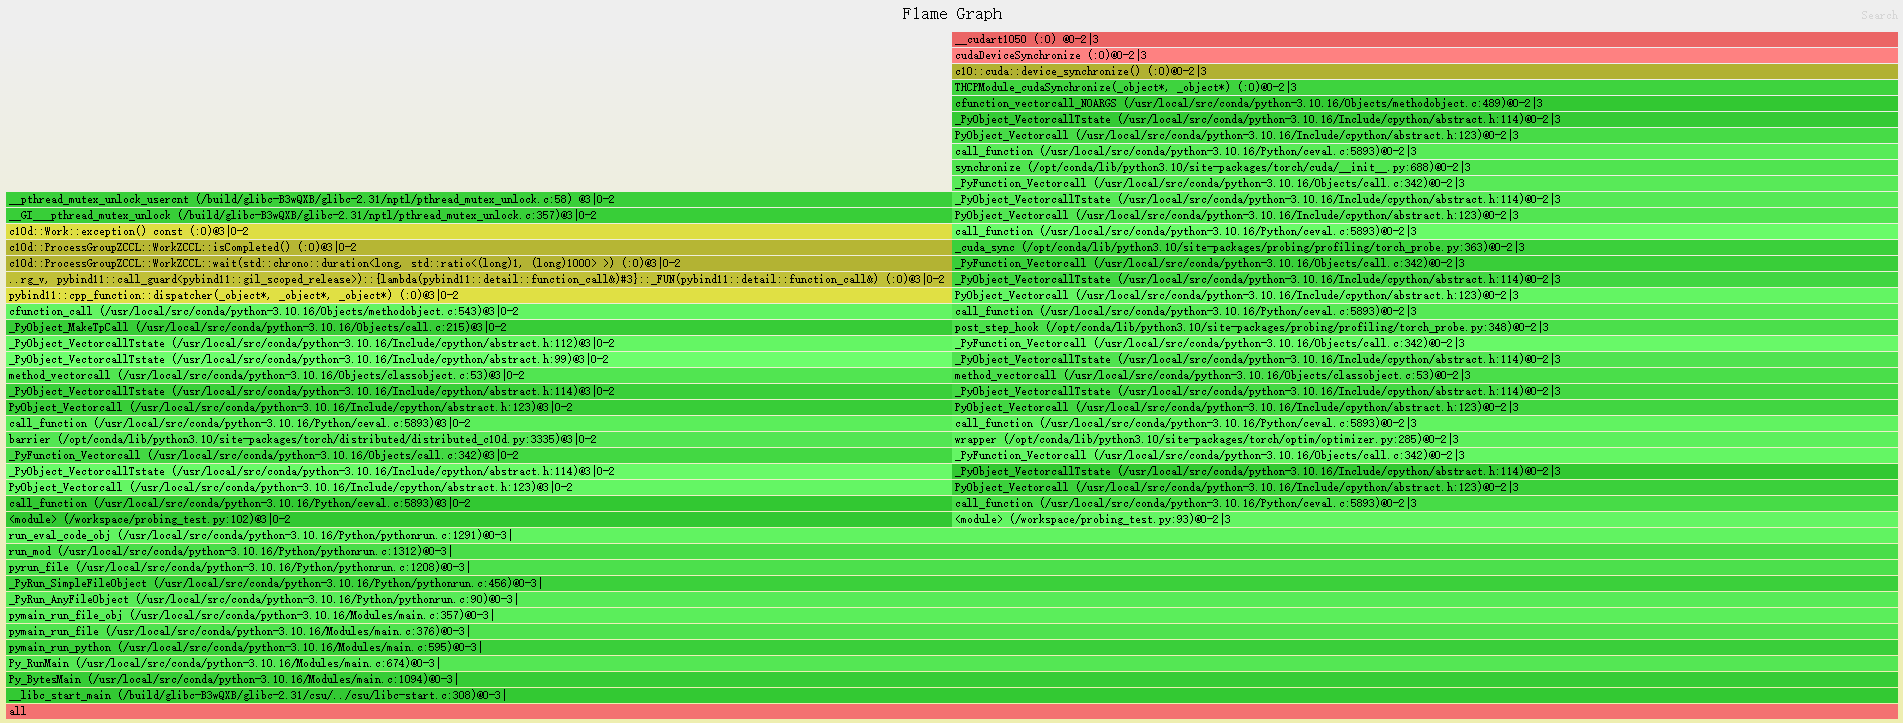 Flame Graph
Search
__cudart1050 (:0) @0-2|3
cudaDeviceSynchronize (:0)@0-2|3
c10::cuda::device_synchronize() (:0)@0-2|3
THCPModule_cudaSynchronize(_object*, _object*) (:0)@0-2|3
cfunction_vectorcall_NOARGS (/usr/local/src/conda/python-3.10.16/Objects/methodobject.c:489)@0-2|3
_PyObject_VectorcallTstate (/usr/local/src/conda/python-3.10.16/Include/cpython/abstract.h:114)@0-2|3
PyObject_Vectorcall (/usr/local/src/conda/python-3.10.16/Include/cpython/abstract.h:123)@0-2|3
call_function (/usr/local/src/conda/python-3.10.16/Python/ceval.c:5893)@0-2|3
synchronize (/opt/conda/lib/python3.10/site-packages/torch/cuda/__init__.py:688)@0-2|3
_PyFunction_Vectorcall (/usr/local/src/conda/python-3.10.16/Objects/call.c:342)@0-2|3
__pthread_mutex_unlock_usercnt (/build/glibc-B3wQXB/glibc-2.31/nptl/pthread_mutex_unlock.c:58) @3|0-2
_PyObject_VectorcallTstate (/usr/local/src/conda/python-3.10.16/Include/cpython/abstract.h:114)@0-2|3
__GI___pthread_mutex_unlock (/build/glibc-B3wQXB/glibc-2.31/nptl/pthread_mutex_unlock.c:357)@3|0-2
PyObject_Vectorcall (/usr/local/src/conda/python-3.10.16/Include/cpython/abstract.h:123)@0-2|3
c10d::Work::exception() const (:0)@3|0-2
call_function (/usr/local/src/conda/python-3.10.16/Python/ceval.c:5893)@0-2|3
c10d::ProcessGroupZCCL::WorkZCCL::isCompleted() (:0)@3|0-2
_cuda_sync (/opt/conda/lib/python3.10/site-packages/probing/profiling/torch_probe.py:363)@0-2|3
c10d::ProcessGroupZCCL::WorkZCCL::wait(std::chrono::duration<long, std::ratio<(long)1, (long)1000> >) (:0)@3|0-2
_PyFunction_Vectorcall (/usr/local/src/conda/python-3.10.16/Objects/call.c:342)@0-2|3
..rg_v, pybind11::call_guard<pybind11::gil_scoped_release>)::{lambda(pybind11::detail::function_call&)#3}::_FUN(pybind11::detail::function_call&) (:0)@3|0-2
_PyObject_VectorcallTstate (/usr/local/src/conda/python-3.10.16/Include/cpython/abstract.h:114)@0-2|3
pybind11::cpp_function::dispatcher(_object*, _object*, _object*) (:0)@3|0-2
PyObject_Vectorcall (/usr/local/src/conda/python-3.10.16/Include/cpython/abstract.h:123)@0-2|3
cfunction_call (/usr/local/src/conda/python-3.10.16/Objects/methodobject.c:543)@3|0-2
call_function (/usr/local/src/conda/python-3.10.16/Python/ceval.c:5893)@0-2|3
_PyObject_MakeTpCall (/usr/local/src/conda/python-3.10.16/Objects/call.c:215)@3|0-2
post_step_hook (/opt/conda/lib/python3.10/site-packages/probing/profiling/torch_probe.py:348)@0-2|3
_PyObject_VectorcallTstate (/usr/local/src/conda/python-3.10.16/Include/cpython/abstract.h:112)@3|0-2
_PyFunction_Vectorcall (/usr/local/src/conda/python-3.10.16/Objects/call.c:342)@0-2|3
_PyObject_VectorcallTstate (/usr/local/src/conda/python-3.10.16/Include/cpython/abstract.h:99)@3|0-2
_PyObject_VectorcallTstate (/usr/local/src/conda/python-3.10.16/Include/cpython/abstract.h:114)@0-2|3
method_vectorcall (/usr/local/src/conda/python-3.10.16/Objects/classobject.c:53)@3|0-2
method_vectorcall (/usr/local/src/conda/python-3.10.16/Objects/classobject.c:53)@0-2|3
_PyObject_VectorcallTstate (/usr/local/src/conda/python-3.10.16/Include/cpython/abstract.h:114)@3|0-2
_PyObject_VectorcallTstate (/usr/local/src/conda/python-3.10.16/Include/cpython/abstract.h:114)@0-2|3
PyObject_Vectorcall (/usr/local/src/conda/python-3.10.16/Include/cpython/abstract.h:123)@3|0-2
PyObject_Vectorcall (/usr/local/src/conda/python-3.10.16/Include/cpython/abstract.h:123)@0-2|3
call_function (/usr/local/src/conda/python-3.10.16/Python/ceval.c:5893)@3|0-2
call_function (/usr/local/src/conda/python-3.10.16/Python/ceval.c:5893)@0-2|3
barrier (/opt/conda/lib/python3.10/site-packages/torch/distributed/distributed_c10d.py:3335)@3|0-2
wrapper (/opt/conda/lib/python3.10/site-packages/torch/optim/optimizer.py:285)@0-2|3
_PyFunction_Vectorcall (/usr/local/src/conda/python-3.10.16/Objects/call.c:342)@3|0-2
_PyFunction_Vectorcall (/usr/local/src/conda/python-3.10.16/Objects/call.c:342)@0-2|3
_PyObject_VectorcallTstate (/usr/local/src/conda/python-3.10.16/Include/cpython/abstract.h:114)@3|0-2
_PyObject_VectorcallTstate (/usr/local/src/conda/python-3.10.16/Include/cpython/abstract.h:114)@0-2|3
PyObject_Vectorcall (/usr/local/src/conda/python-3.10.16/Include/cpython/abstract.h:123)@3|0-2
PyObject_Vectorcall (/usr/local/src/conda/python-3.10.16/Include/cpython/abstract.h:123)@0-2|3
call_function (/usr/local/src/conda/python-3.10.16/Python/ceval.c:5893)@3|0-2
call_function (/usr/local/src/conda/python-3.10.16/Python/ceval.c:5893)@0-2|3
<module> (/workspace/probing_test.py:102)@3|0-2
<module> (/workspace/probing_test.py:93)@0-2|3
run_eval_code_obj (/usr/local/src/conda/python-3.10.16/Python/pythonrun.c:1291)@0-3|
run_mod (/usr/local/src/conda/python-3.10.16/Python/pythonrun.c:1312)@0-3|
pyrun_file (/usr/local/src/conda/python-3.10.16/Python/pythonrun.c:1208)@0-3|
_PyRun_SimpleFileObject (/usr/local/src/conda/python-3.10.16/Python/pythonrun.c:456)@0-3|
_PyRun_AnyFileObject (/usr/local/src/conda/python-3.10.16/Python/pythonrun.c:90)@0-3|
pymain_run_file_obj (/usr/local/src/conda/python-3.10.16/Modules/main.c:357)@0-3|
pymain_run_file (/usr/local/src/conda/python-3.10.16/Modules/main.c:376)@0-3|
pymain_run_python (/usr/local/src/conda/python-3.10.16/Modules/main.c:595)@0-3|
Py_RunMain (/usr/local/src/conda/python-3.10.16/Modules/main.c:674)@0-3|
Py_BytesMain (/usr/local/src/conda/python-3.10.16/Modules/main.c:1094)@0-3|
__libc_start_main (/build/glibc-B3wQXB/glibc-2.31/csu/../csu/libc-start.c:308)@0-3|
all